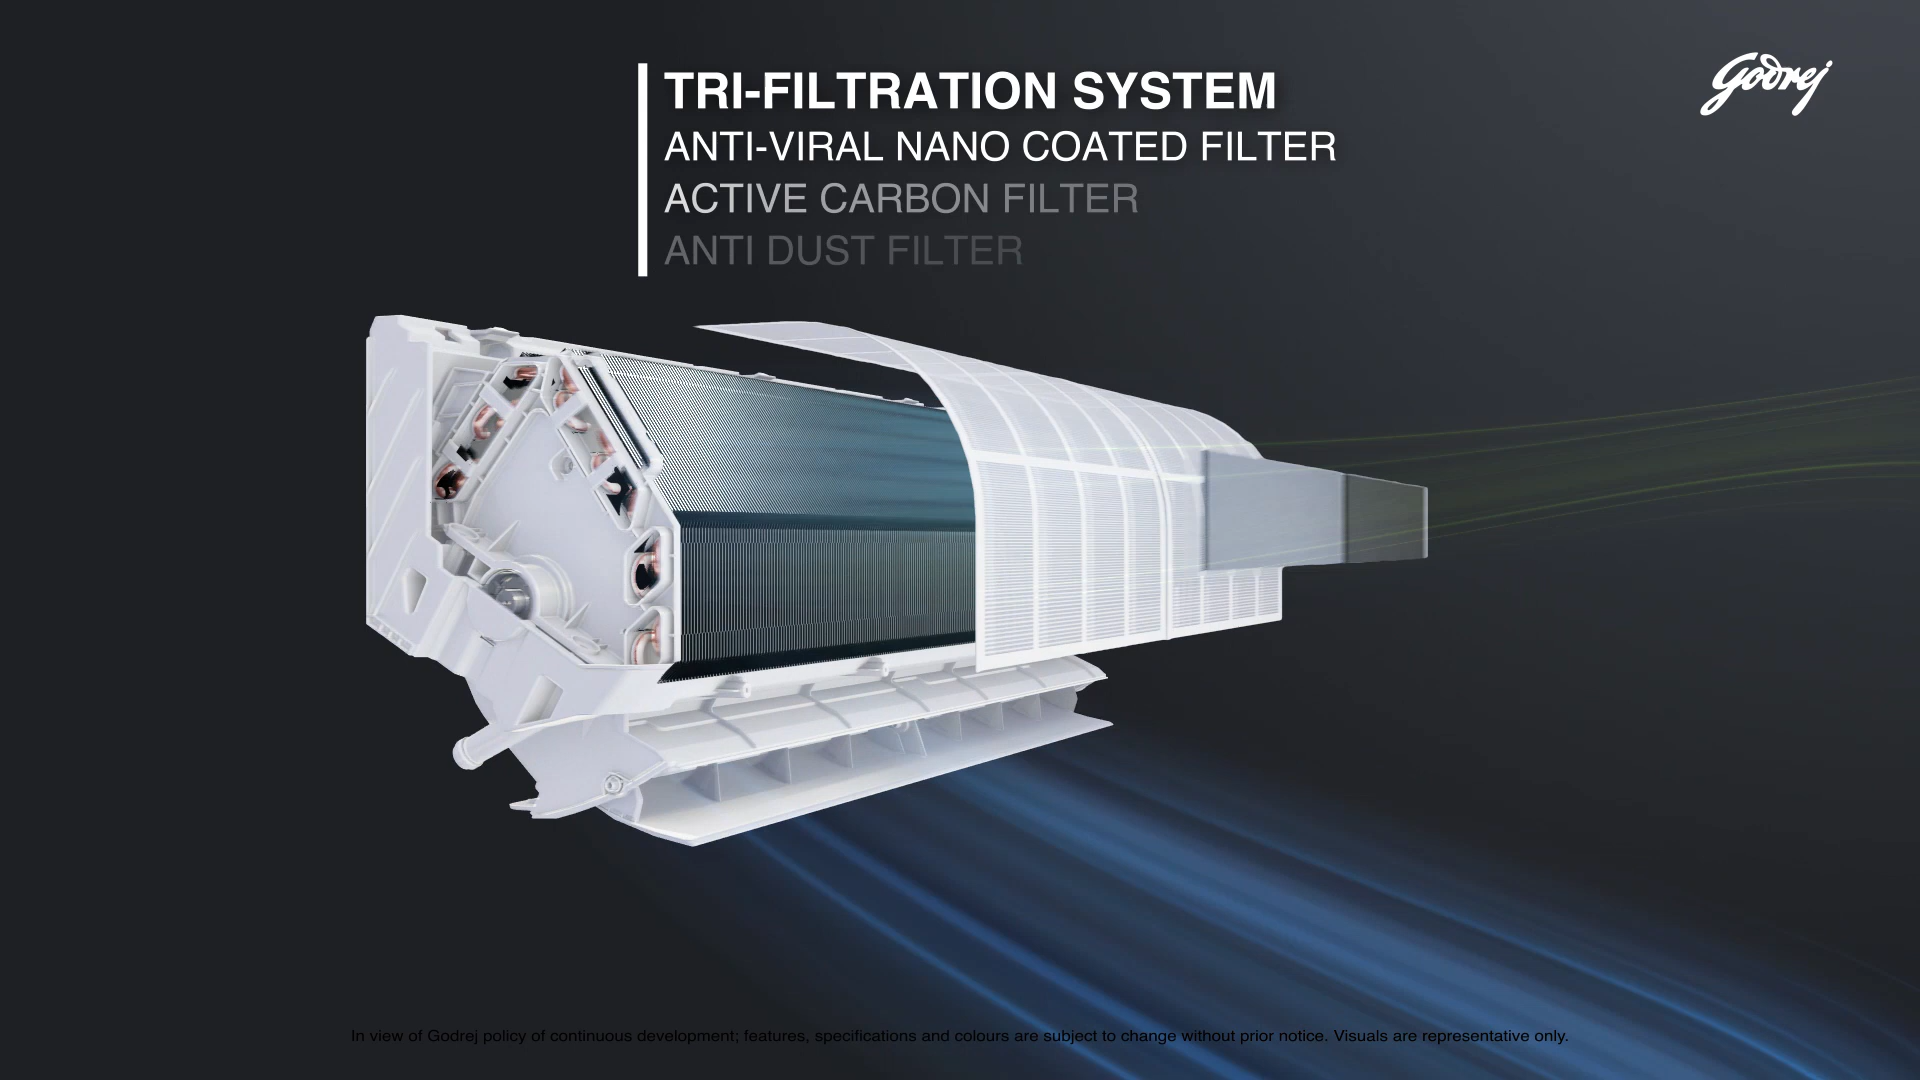 Godrej
TRI-FILTRATION SYSTEM
ANTI-VIRAL NANO COATED FILTER
ACTIVE CARBON FILTER
ANTI DUST FILTER
In view of Godrej policy of continuous development; features, specifications and colours are subject to change without prior notice. Visuals are representative only.